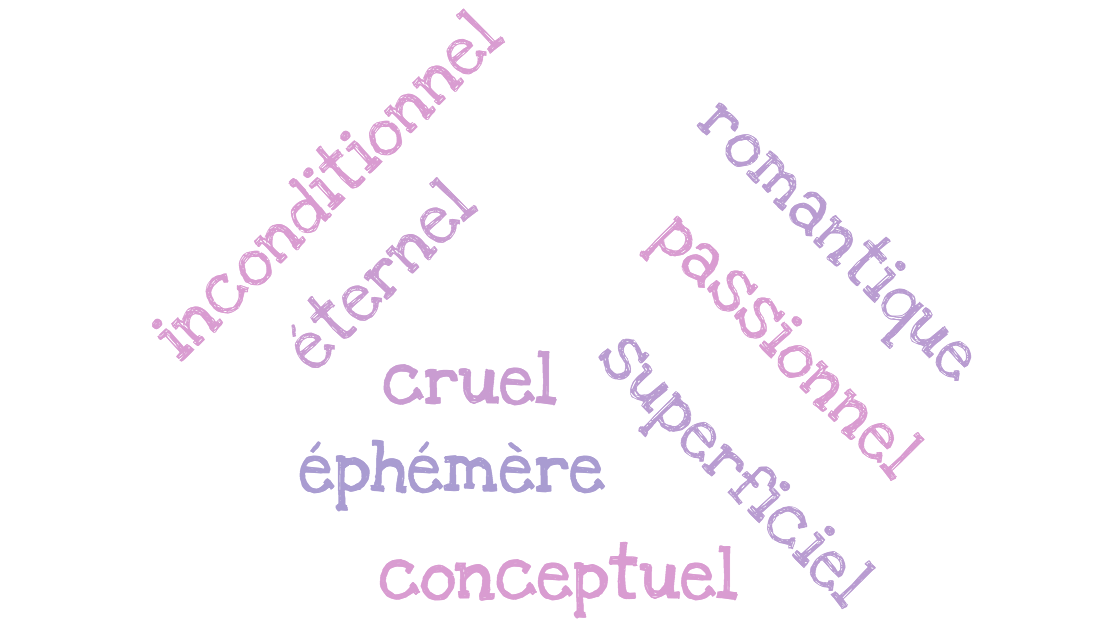 inconditionnel
éternel
cruel
éphémère
conceptuel
romantique
passionnel
superficiel